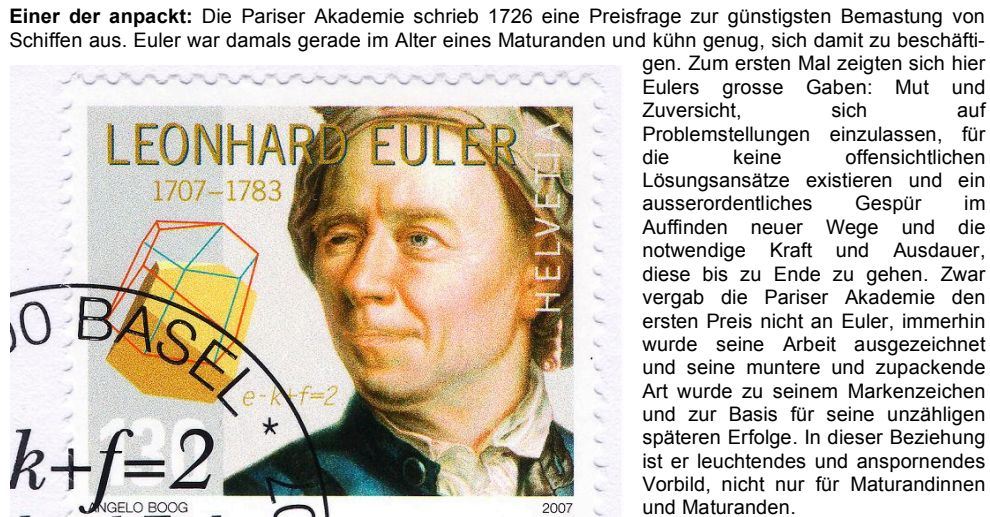 Einer der anpackt: Die Pariser Akademie schrieb 1726 eine Preisfrage zur günstigsten Bemastung von
Schiffen aus. Euler war damals gerade im Alter eines Maturanden und kühn genug, sich damit zu beschäfti-
gen. Zum ersten Mal zeigten sich hier
Eulers grosse Gaben: Mut und
Zuversicht, sich auf
Problemstellungen einzulassen, für
die keine offensichtlichen
Lösungsansätze existieren und ein
ausserordentliches Gespür im
Auffinden neuer Wege und die
notwendige Kraft und Ausdauer,
diese bis zu Ende zu gehen. Zwar
vergab die Pariser Akademie den
ersten Preis nicht an Euler, immerhin
wurde seine Arbeit ausgezeichnet
und seine muntere und zupackende
Art wurde zu seinem Markenzeichen
und zur Basis für seine unzähligen
späteren Erfolge. In dieser Beziehung
ist er leuchtendes und anspornendes
Vorbild, nicht nur für Maturandinnen
und Maturanden.
LEONHARD EULER
1707–1783
HELVETIA
BASEL *
e-k+f=2
130
k+f=2
ANGELO BOOG
2007